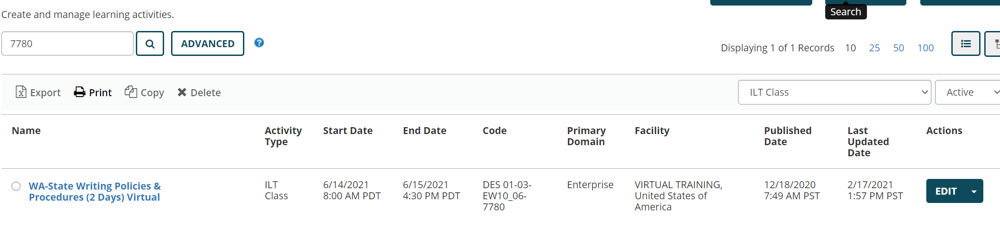 Search
Create and manage learning activities.
7780
ADVANCED
?
Displaying 1 of 1 Records 10 25 50 100
Export Print Copy Delete
ILT Class
Active
Name
Activity
Type
Start Date
End Date
Code
Primary
Domain
Facility
Published
Date
Last
Updated
Date
Actions
WA-State Writing Policies &
Procedures (2 Days) Virtual
ILT
Class
6/14/2021
8:00 AM PDT
6/15/2021
4:30 PM PDT
DES 01-03-
EW10_06-
7780
Enterprise
VIRTUAL TRAINING,
United States of
America
12/18/2020
7:49 AM PST
2/17/2021
1:57 PM PST
EDIT